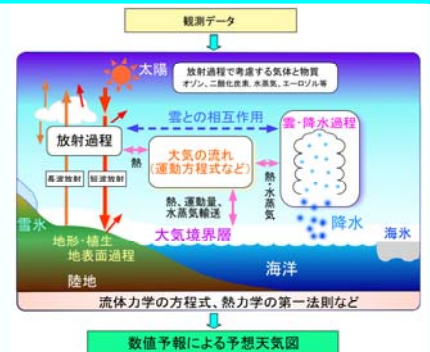 観測データ
太陽
放射過程で考慮する気体と物質
オゾン、二酸化炭素、水蒸気、エーロゾル等
雲との相互作用
放射過程
雲・降水過程
大気の流れ
(運動方程式など)
熱
熱・水蒸気
長波放射
短波放射
熱、運動量、
水蒸気輸送
雪氷
大気境界層
降水
海氷
地形・植生
地表面過程
陸地
海洋
流体力学の方程式、熱力学の第一法則など
数値予報による予想天気図